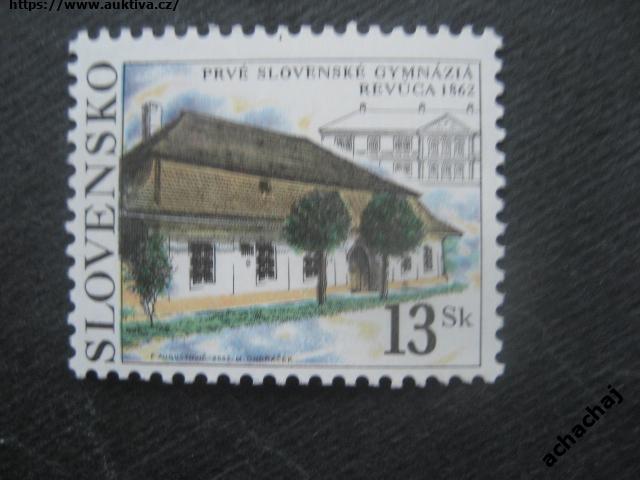 https://www.auktiva.cz/
PRVÉ SLOVENSKÉ GYMNÁZIÁ
REVÚCA 1862
SLOVENSKO
13 Sk
achachaj